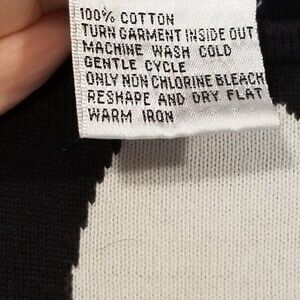 100% COTTON
TURN GARMENT INSIDE OUT
MACHINE WASH COLD
GENTLE CYCLE
ONLY NON CHLORINE BLEACH
RESHAPE AND DRY FLAT
WARM IRON